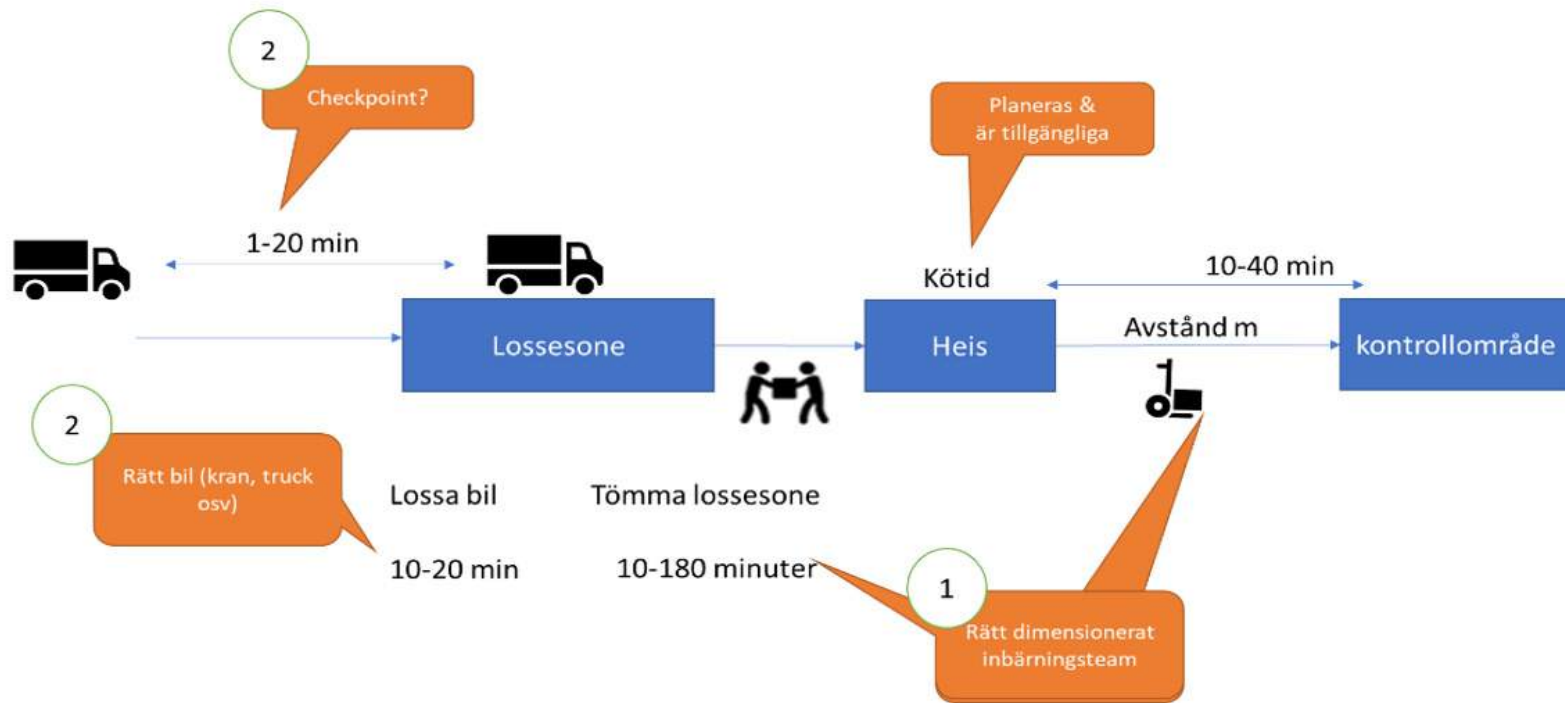 2
Checkpoint?
Planeras &
är tillgängliga
1-20 min
Kötid
10-40 min
Lossesone
Heis
Avstånd m
kontrollområde
2
Rätt bil (kran, truck
osv)
Lossa bil
Tömma lossesone
10-20 min
10-180 minuter
1
Rätt dimensionerat
inbärningsteam